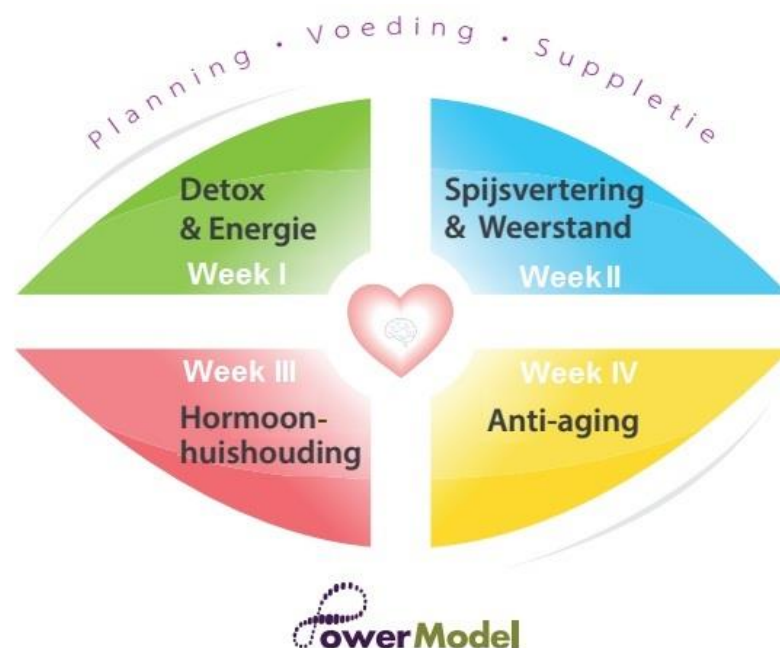 Planning • Voeding • Suppletie
Detox
& Energie
Week I
Spijsvertering
& Weerstand
Week II
Week III
Hormoon-
huishouding
Week IV
Anti-aging
PowerModel